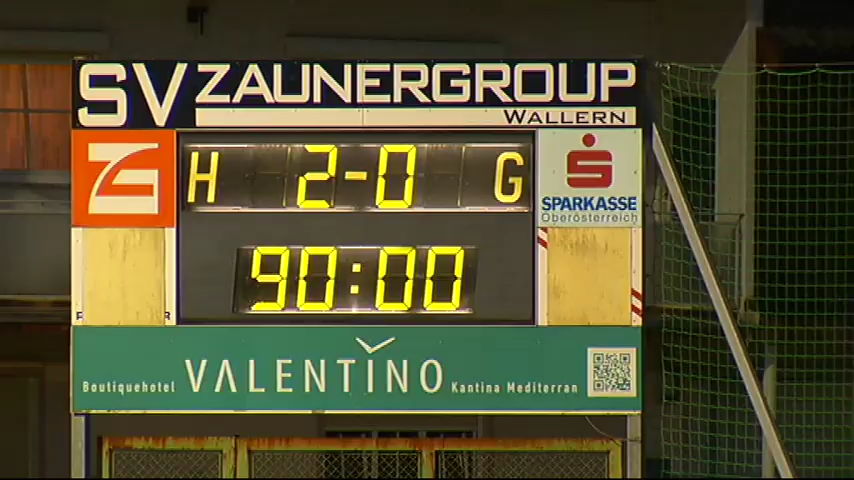 SV ZAUNERGROUP
WALLERN
H 2-0 G
SPARKASSE
Oberösterreich
90:00
Boutiquehotel VALENTINO Kantina Mediterran